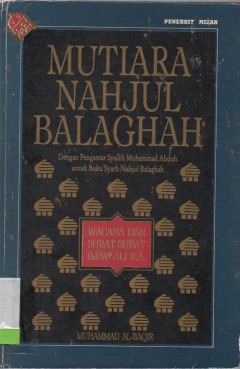 PENERBIT MIZAN
MUTIARA
NAHJUL
BALAGHAH
Dengan Pengantar Syaikh Muhammad Abduh
untuk Buku Syarh Nahjul Balaghah
WACANA DAN
SURAT-SURAT
IMAM ALI R.A.
MUHAMMAD AL-BAQIR